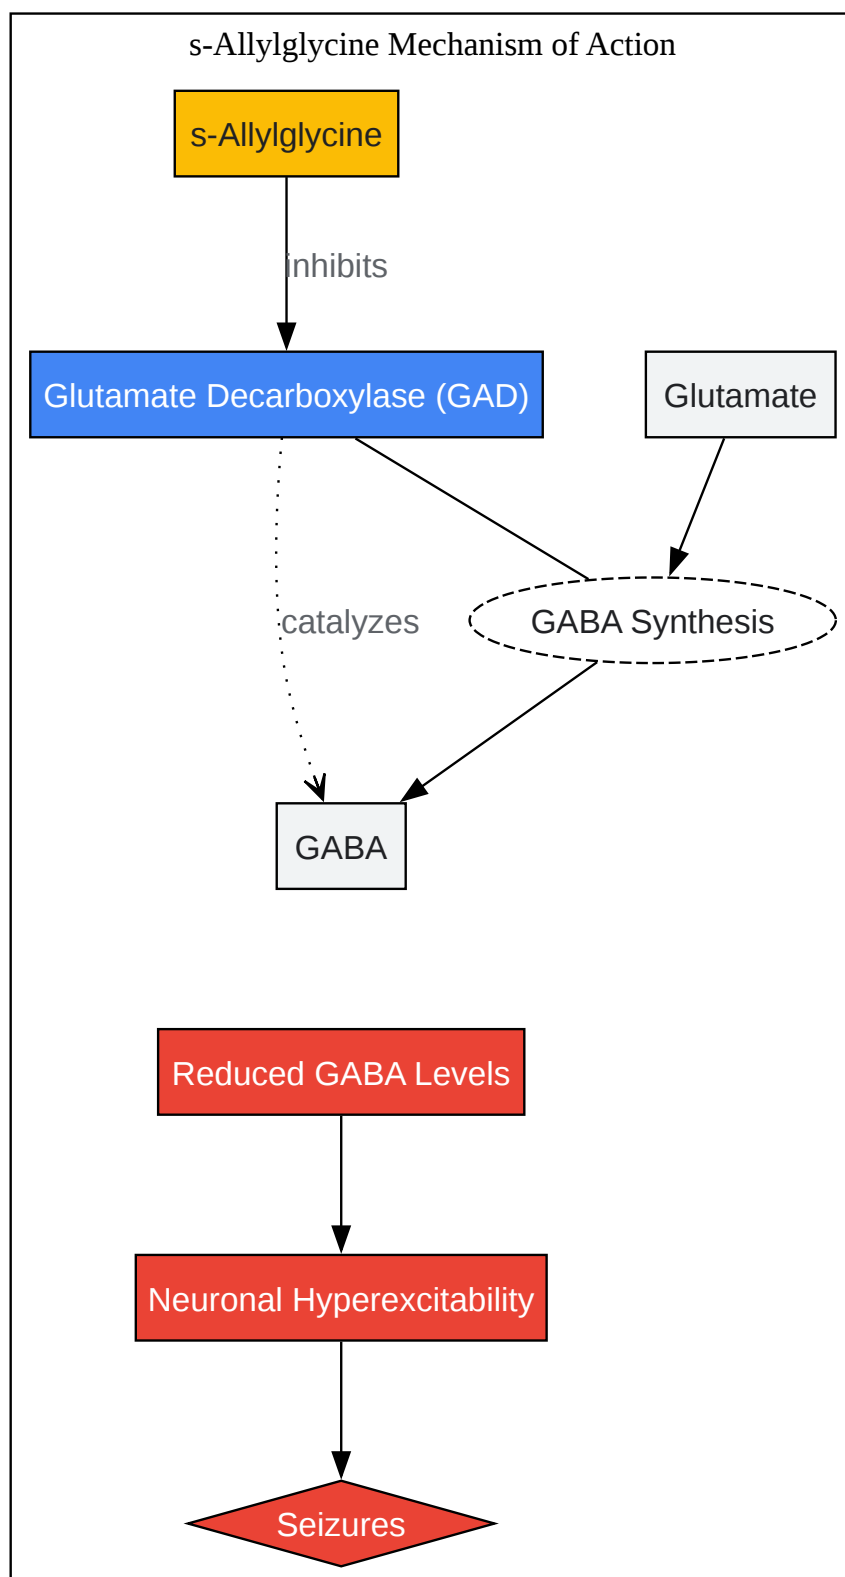 s-Allylglycine Mechanism of Action
s-Allylglycine
inhibits
Glutamate Decarboxylase (GAD)
Glutamate
catalyzes
GABA Synthesis
GABA
Reduced GABA Levels
Neuronal Hyperexcitability
Seizures